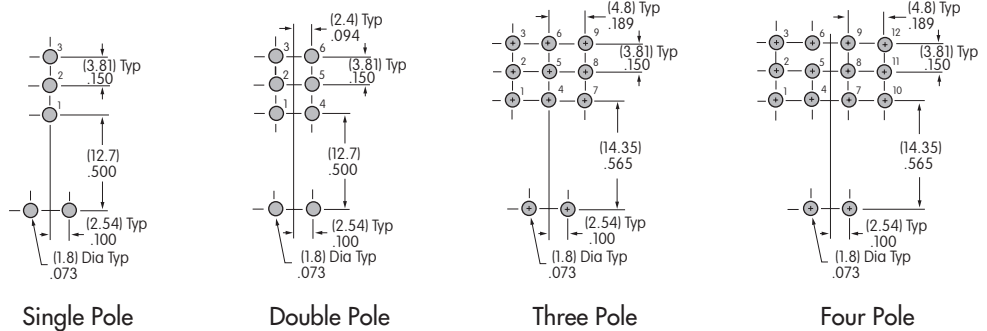 3
2
1
(3.81) Typ
.150
(12.7)
.500
(2.54) Typ
.100
(1.8) Dia Typ
.073
Single Pole
(2.4) Typ
.094
3 6
2 5
1 4
(3.81) Typ
.150
(12.7)
.500
(2.54) Typ
.100
(1.8) Dia Typ
.073
Double Pole
(4.8) Typ
.189
3 6 9
2 5 8
1 4 7
(3.81) Typ
.150
(14.35)
.565
(2.54) Typ
.100
(1.8) Dia Typ
.073
Three Pole
(4.8) Typ
.189
3 6 9 12
2 5 8 11
1 4 7 10
(3.81) Typ
.150
(14.35)
.565
(2.54) Typ
.100
(1.8) Dia Typ
.073
Four Pole